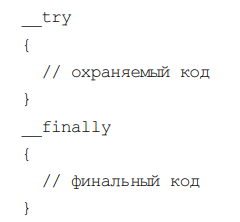 __try
{
// охраняемый код
}
__finally
{
// финальный код
}